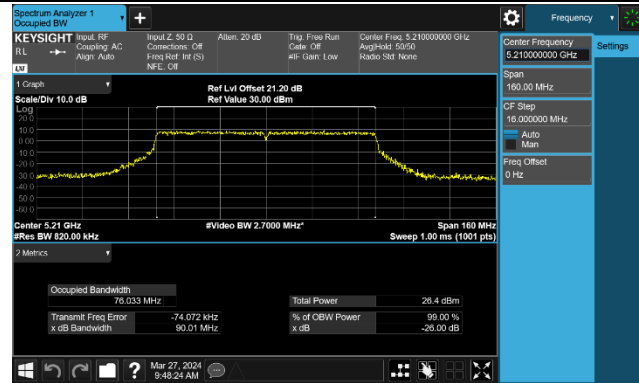 Spectrum Analyzer 1
Occupied BW
+
Frequency
KEYSIGHT
RL
LXI
Input: RF
Coupling: AC
Align: Auto
Input Z: 50 Ω
Corrections: Off
Freq Ref: Int (S)
NFE: Off
Atten: 20 dB
Trig: Free Run
Gate: Off
#IF Gain: Low
Center Freq: 5.210000000 GHz
Avg|Hold: 50/50
Radio Std: None
Center Frequency
5.210000000 GHz
Settings
Span
160.00 MHz
CF Step
16.000000 MHz
Auto
Man
Freq Offset
0 Hz
1 Graph
Scale/Div 10.0 dB
Ref Lvl Offset 21.20 dB
Ref Value 30.00 dBm
Log
20.0
10.0
0.00
-10.0
-20.0
-30.0
-40.0
-50.0
-60.0
Center 5.21 GHz
#Res BW 820.00 kHz
#Video BW 2.7000 MHz*
Span 160 MHz
Sweep 1.00 ms (1001 pts)
2 Metrics
Occupied Bandwidth
76.033 MHz
Total Power 26.4 dBm
Transmit Freq Error -74.072 kHz
% of OBW Power 99.00 %
x dB Bandwidth 90.01 MHz
x dB -26.00 dB
?
Mar 27, 2024
9:48:24 AM